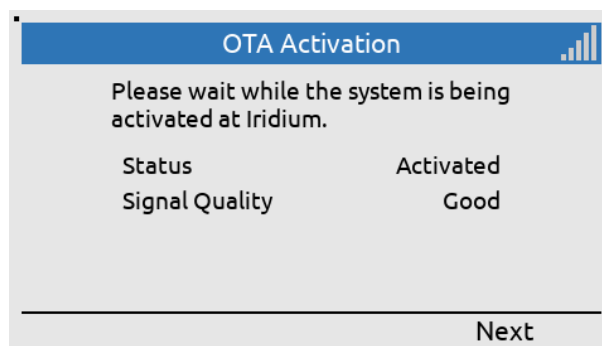 OTA Activation
Please wait while the system is being
activated at Iridium.
Status Activated
Signal Quality Good
Next